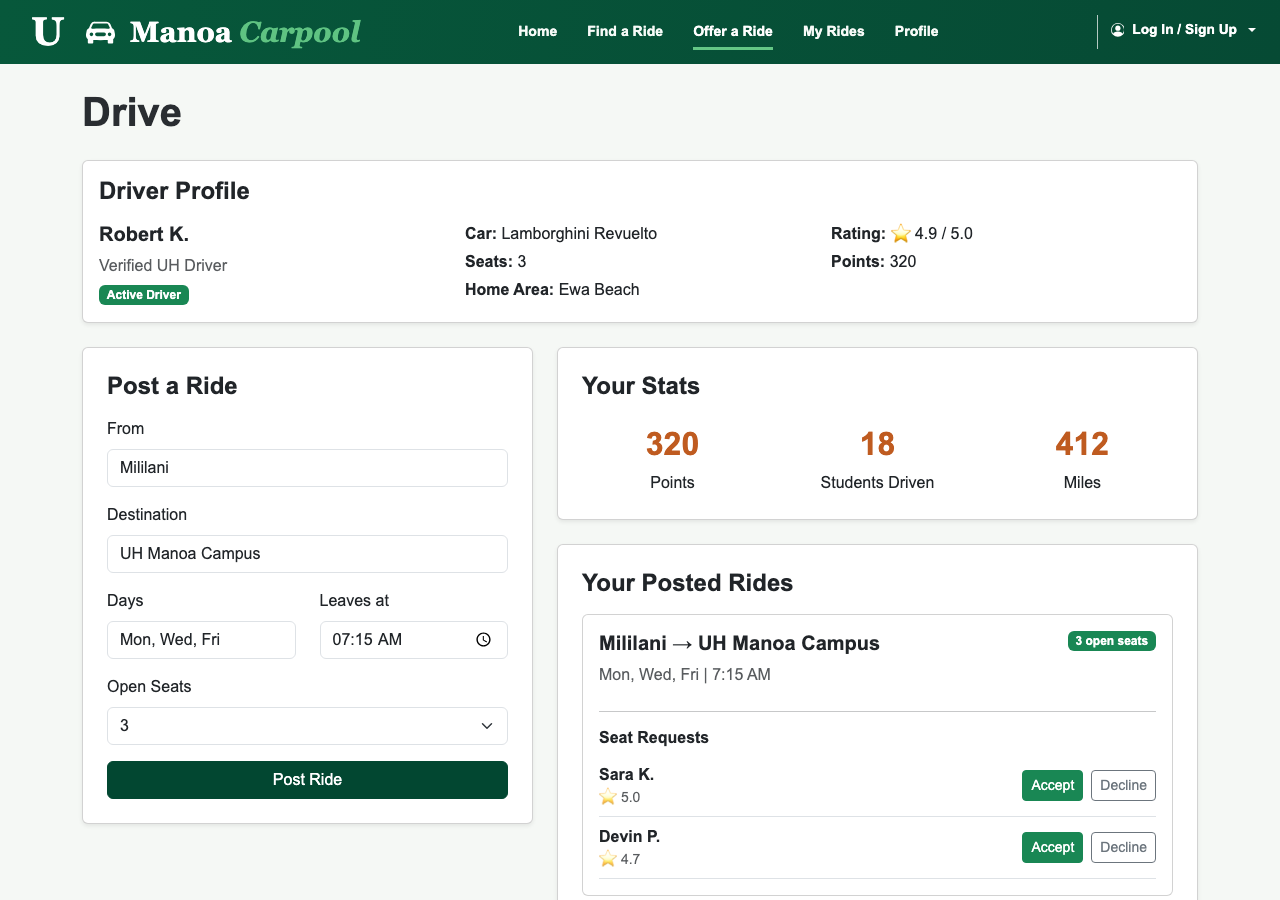 U Manoa Carpool
Home Find a Ride Offer a Ride My Rides Profile
Log In / Sign Up
Drive
Driver Profile
Robert K.
Verified UH Driver
Active Driver
Car: Lamborghini Revuelto
Seats: 3
Home Area: Ewa Beach
Rating: ⭐ 4.9 / 5.0
Points: 320
Post a Ride
From
Mililani
Destination
UH Manoa Campus
Days
Mon, Wed, Fri
Leaves at
07:15 AM
Open Seats
3
Post Ride
Your Stats
320
Points
18
Students Driven
412
Miles
Your Posted Rides
Mililani → UH Manoa Campus
3 open seats
Mon, Wed, Fri | 7:15 AM
Seat Requests
Sara K.
⭐ 5.0
Accept Decline
Devin P.
⭐ 4.7
Accept Decline